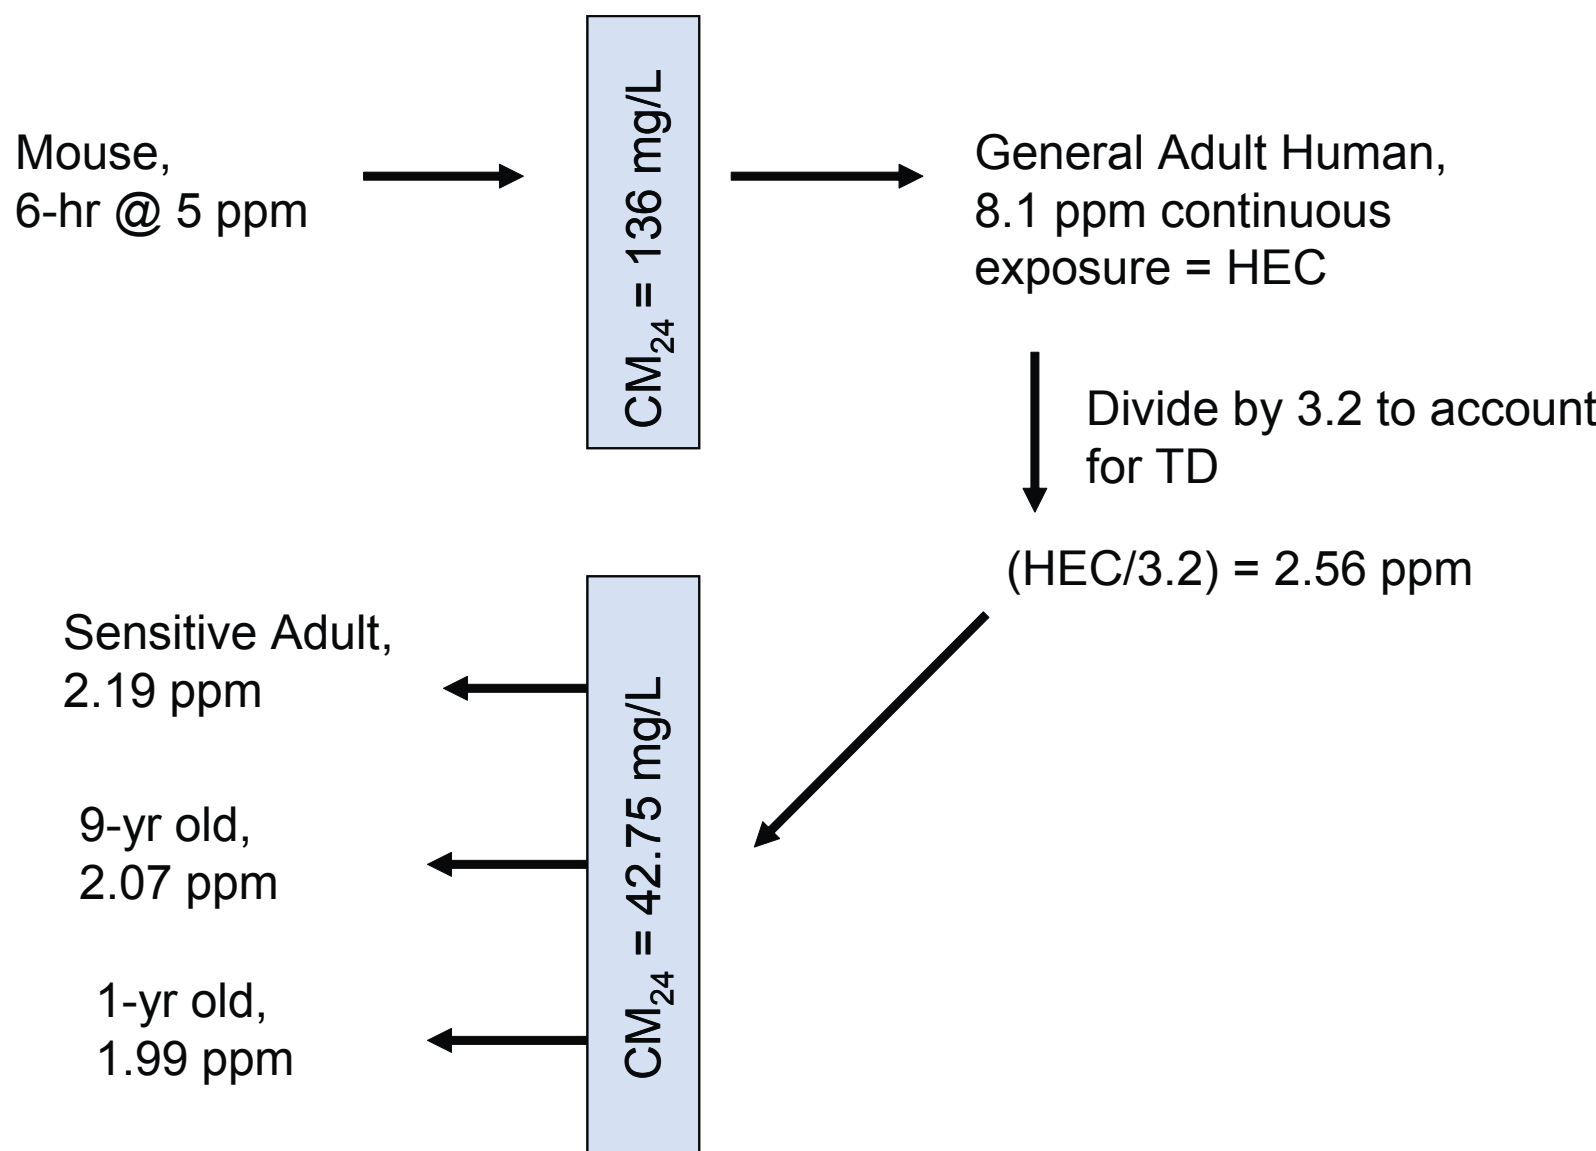 Mouse,
6-hr @ 5 ppm
CM₂₄ = 136 mg/L
General Adult Human,
8.1 ppm continuous
exposure = HEC
Divide by 3.2 to account
for TD
(HEC/3.2) = 2.56 ppm
CM₂₄ = 42.75 mg/L
Sensitive Adult,
2.19 ppm
9-yr old,
2.07 ppm
1-yr old,
1.99 ppm